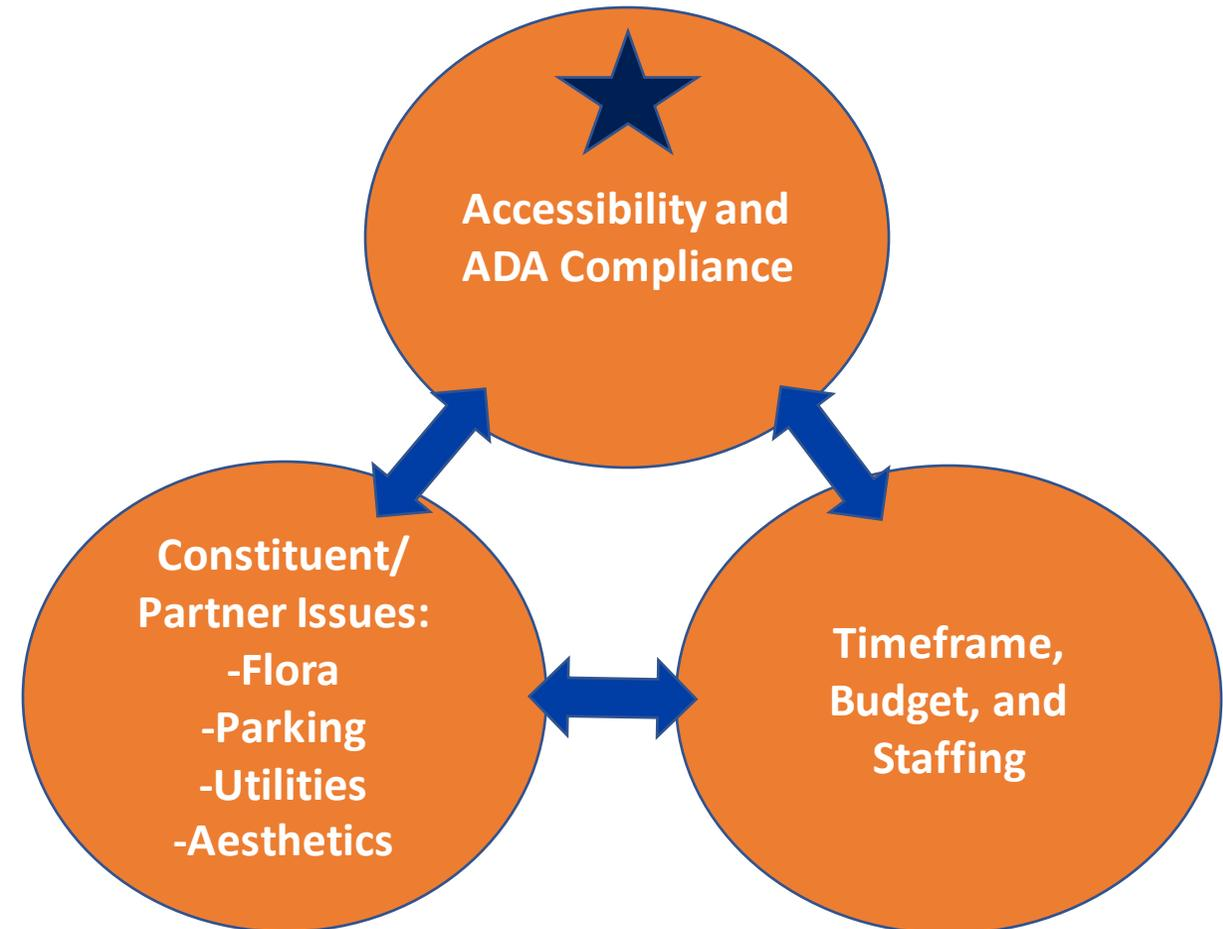 Accessibility and
ADA Compliance
Constituent/
Partner Issues:
-Flora
-Parking
-Utilities
-Aesthetics
Timeframe,
Budget, and
Staffing